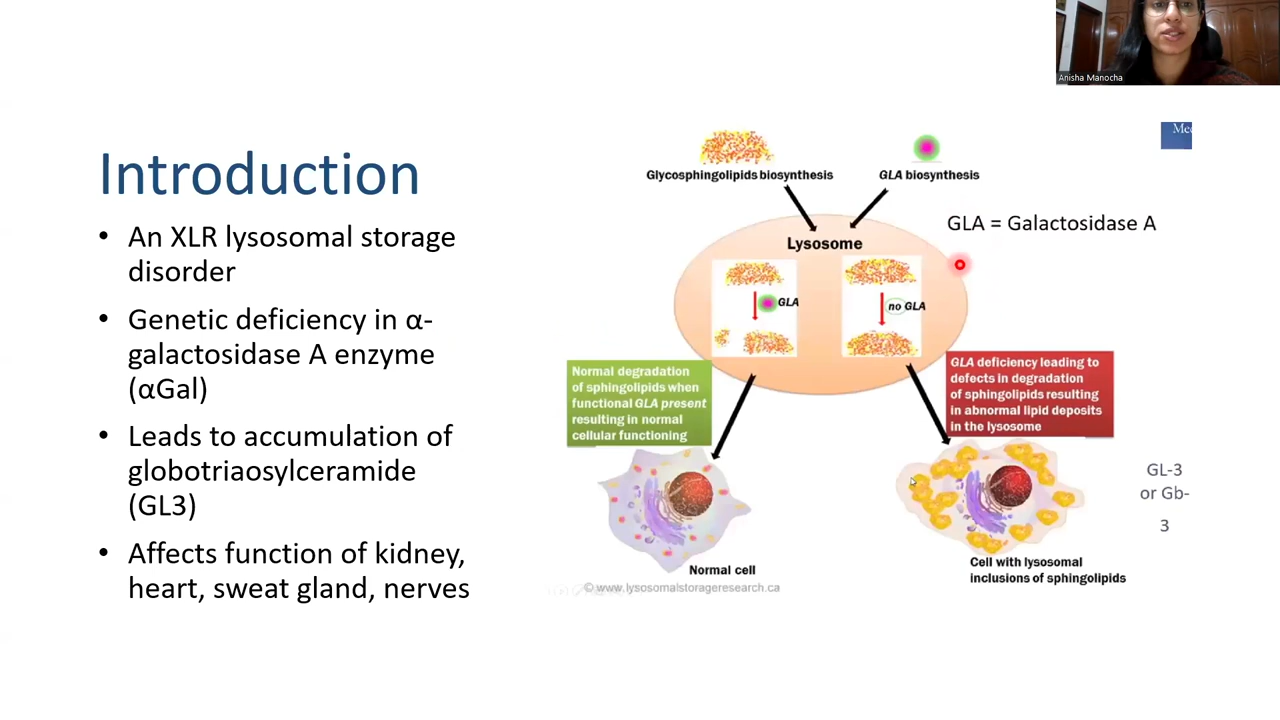 Anisha Manocha
Introduction
• An XLR lysosomal storage
disorder
• Genetic deficiency in α-
galactosidase A enzyme
(αGal)
• Leads to accumulation of
globotriaosylceramide
(GL3)
• Affects function of kidney,
heart, sweat gland, nerves
Glycosphingolipids biosynthesis
GLA biosynthesis
GLA = Galactosidase A
Lysosome
GLA
no GLA
Normal degradation
of sphingolipids when
functional GLA present
resulting in normal
cellular functioning
GLA deficiency leading to
defects in degradation
of sphingolipids resulting
in abnormal lipid deposits
in the lysosome
GL-3
or Gb-
3
Normal cell
Cell with lysosomal
inclusions of sphingolipids
© www.lysosomalstorageresearch.ca